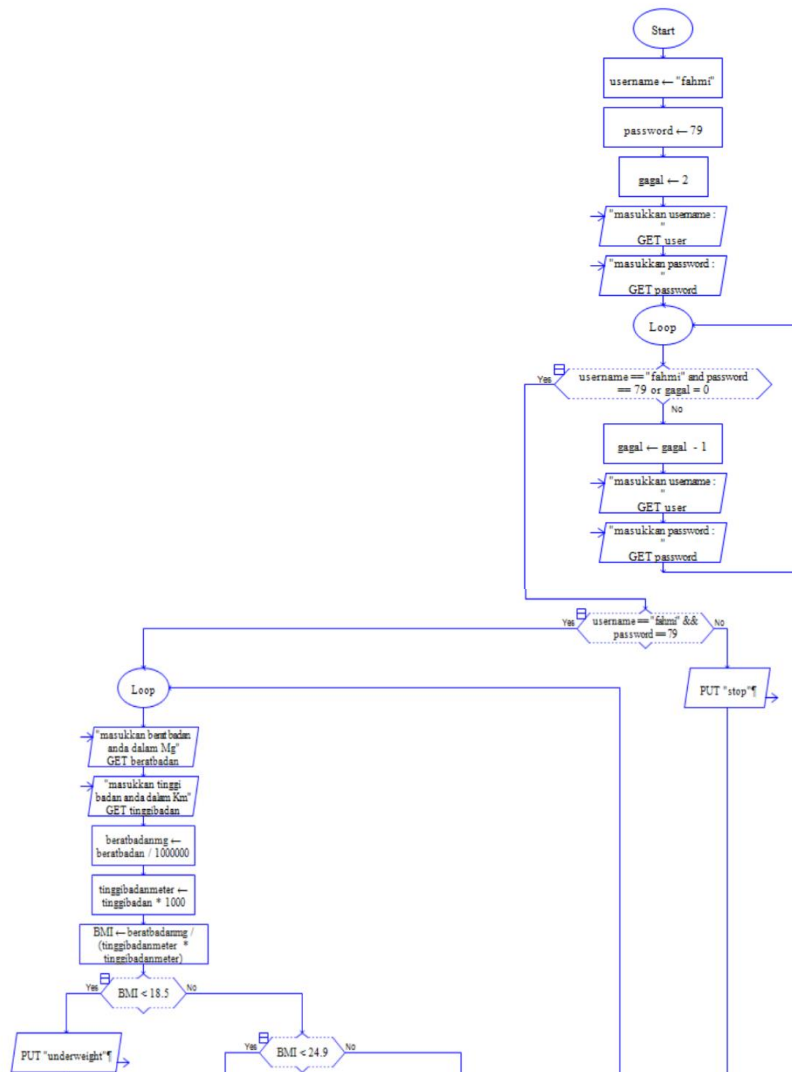 Start
username ← "fahmi"
password ← 79
gagal ← 2
"masukkan username :
"
GET user
"masukkan password :
"
GET password
Loop
Yes
username == "fahmi" and password
== 79 or gagal = 0
No
gagal ← gagal - 1
"masukkan username :
"
GET user
"masukkan password :
"
GET password
Yes
username == "fahmi" &&
password == 79
No
PUT "stop"¶
Loop
"masukkan berat badan
anda dalam Mg"
GET beratbadan
"masukkan tinggi
badan anda dalam Km"
GET tinggibadan
beratbadanmg ←
beratbadan / 1000000
tinggibadanmeter ←
tinggibadan * 1000
BMI ← beratbadanmg /
(tinggibadanmeter *
tinggibadanmeter)
Yes
BMI < 18.5
No
PUT "underweight"¶
Yes
BMI < 24.9
No